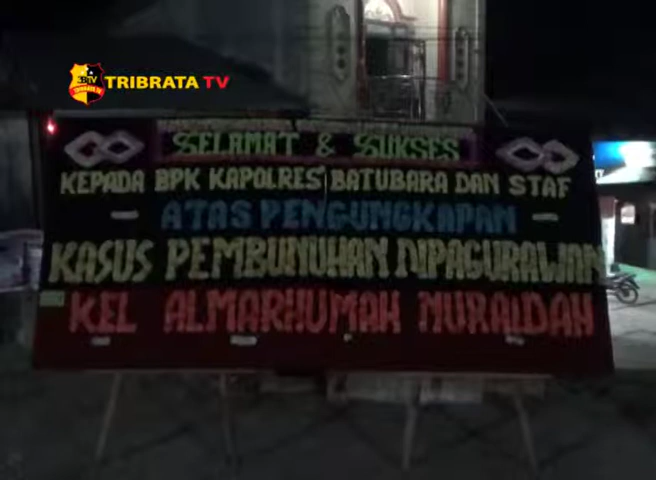 TRIBRATA TV
SELAMAT & SUKSES
KEPADA BPK KAPOLRES BATUBARA DAN STAF
ATAS PENGUNGKAPAN
KASUS PEMBUNUHAN DIPAGURAWAN
KEL ALMARHUMAH NURAIDAH